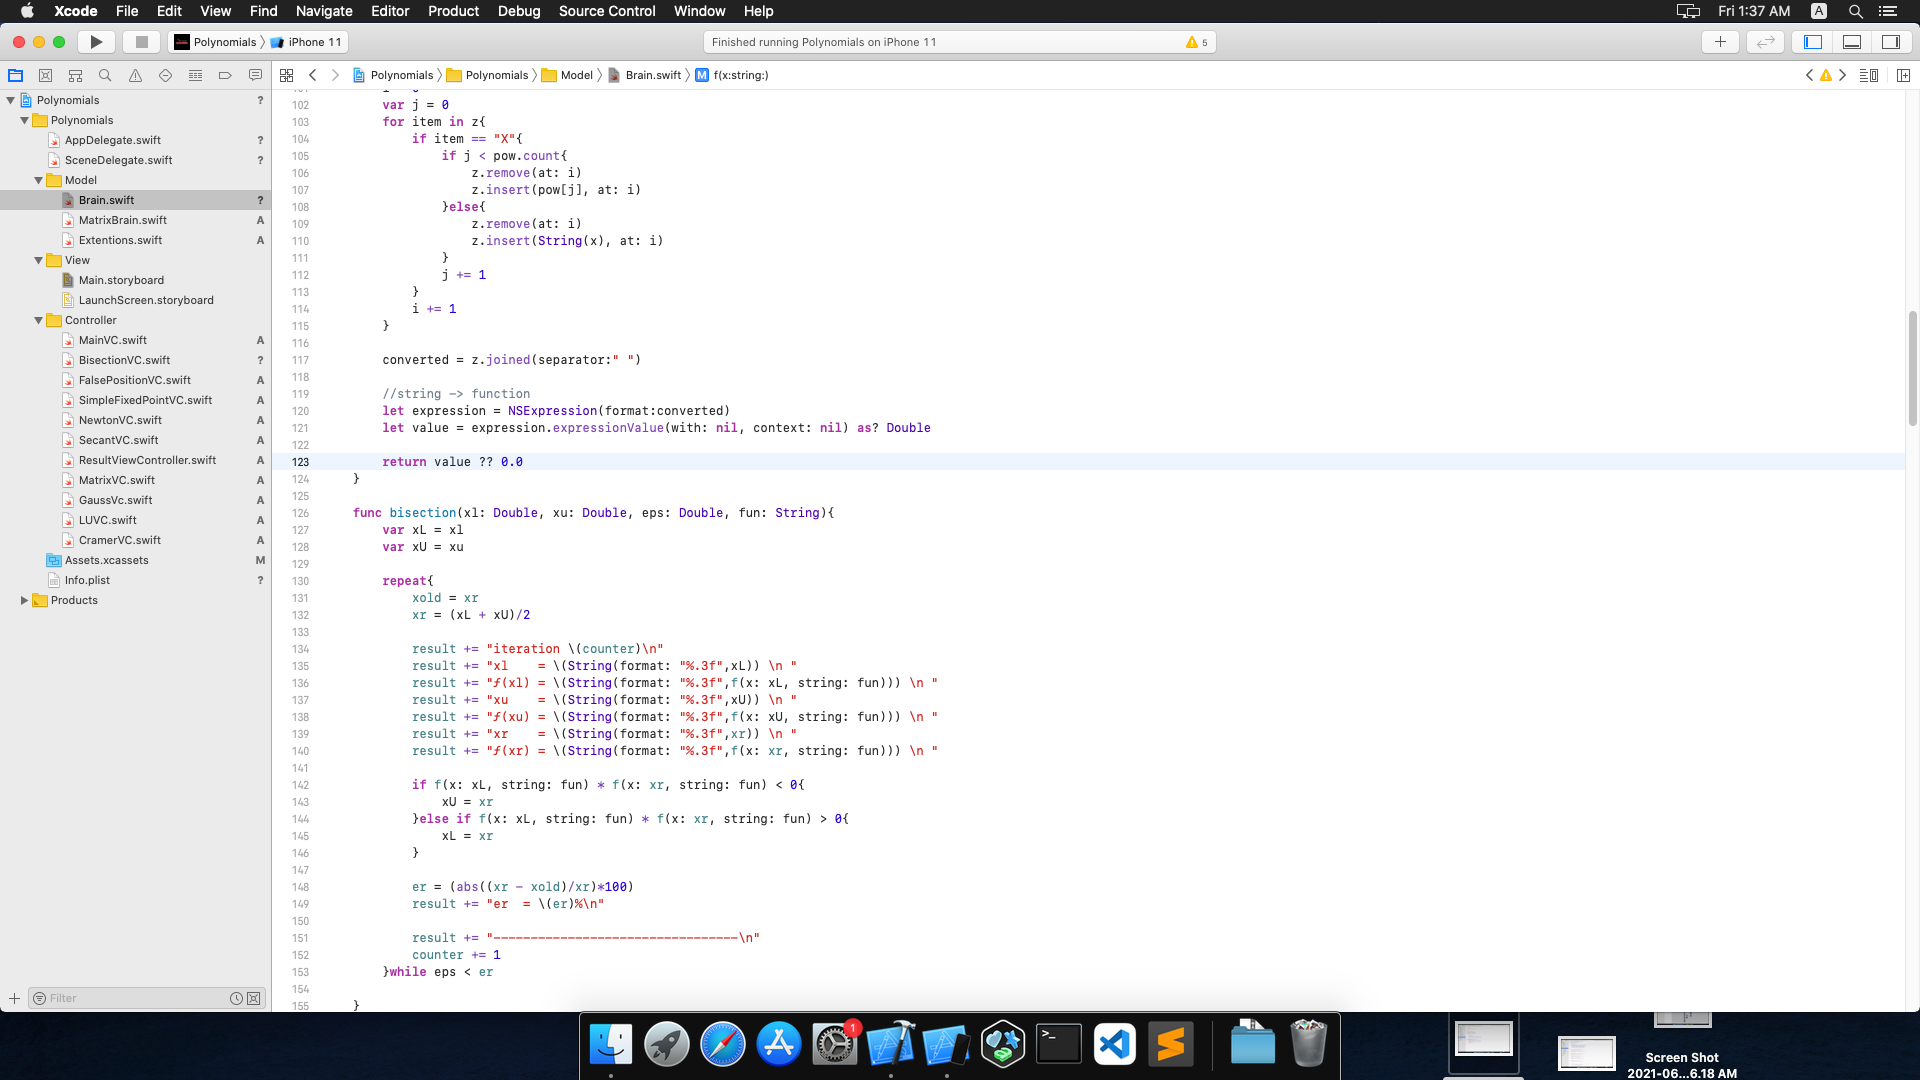 Xcode File Edit View Find Navigate Editor Product Debug Source Control Window Help Fri 1:37 AM A
Polynomials iPhone 11 Finished running Polynomials on iPhone 11 5
Polynomials Polynomials Model Brain.swift M f(x:string:)
Polynomials ?
Polynomials
AppDelegate.swift ?
SceneDelegate.swift ?
Model
Brain.swift ?
MatrixBrain.swift A
Extentions.swift A
View
Main.storyboard
LaunchScreen.storyboard
Controller
MainVC.swift A
BisectionVC.swift ?
FalsePositionVC.swift A
SimpleFixedPointVC.swift A
NewtonVC.swift A
SecantVC.swift A
ResultViewController.swift A
MatrixVC.swift A
GaussVc.swift A
LUVC.swift A
CramerVC.swift A
Assets.xcassets M
Info.plist ?
Products
Filter
102 var j = 0
103 for item in z{
104 if item == "X"{
105 if j < pow.count{
106 z.remove(at: i)
107 z.insert(pow[j], at: i)
108 }else{
109 z.remove(at: i)
110 z.insert(String(x), at: i)
111 }
112 j += 1
113 }
114 i += 1
115 }
116
117 converted = z.joined(separator:" ")
118
119 //string -> function
120 let expression = NSExpression(format:converted)
121 let value = expression.expressionValue(with: nil, context: nil) as? Double
122
123 return value ?? 0.0
124 }
125
126 func bisection(xl: Double, xu: Double, eps: Double, fun: String){
127 var xL = xl
128 var xU = xu
129
130 repeat{
131 xold = xr
132 xr = (xL + xU)/2
133
134 result += "iteration \(counter)\n"
135 result += "xl    = \(String(format: "%.3f",xL)) \n "
136 result += "ƒ(xl) = \(String(format: "%.3f",f(x: xL, string: fun))) \n "
137 result += "xu    = \(String(format: "%.3f",xU)) \n "
138 result += "ƒ(xu) = \(String(format: "%.3f",f(x: xU, string: fun))) \n "
139 result += "xr    = \(String(format: "%.3f",xr)) \n "
140 result += "ƒ(xr) = \(String(format: "%.3f",f(x: xr, string: fun))) \n "
141
142 if f(x: xL, string: fun) * f(x: xr, string: fun) < 0{
143 xU = xr
144 }else if f(x: xL, string: fun) * f(x: xr, string: fun) > 0{
145 xL = xr
146 }
147
148 er = (abs((xr - xold)/xr)*100)
149 result += "er  = \(er)%\n"
150
151 result += "---------------------------------\n"
152 counter += 1
153 }while eps < er
154
155 }
1
Screen Shot
2021-06...6.18 AM